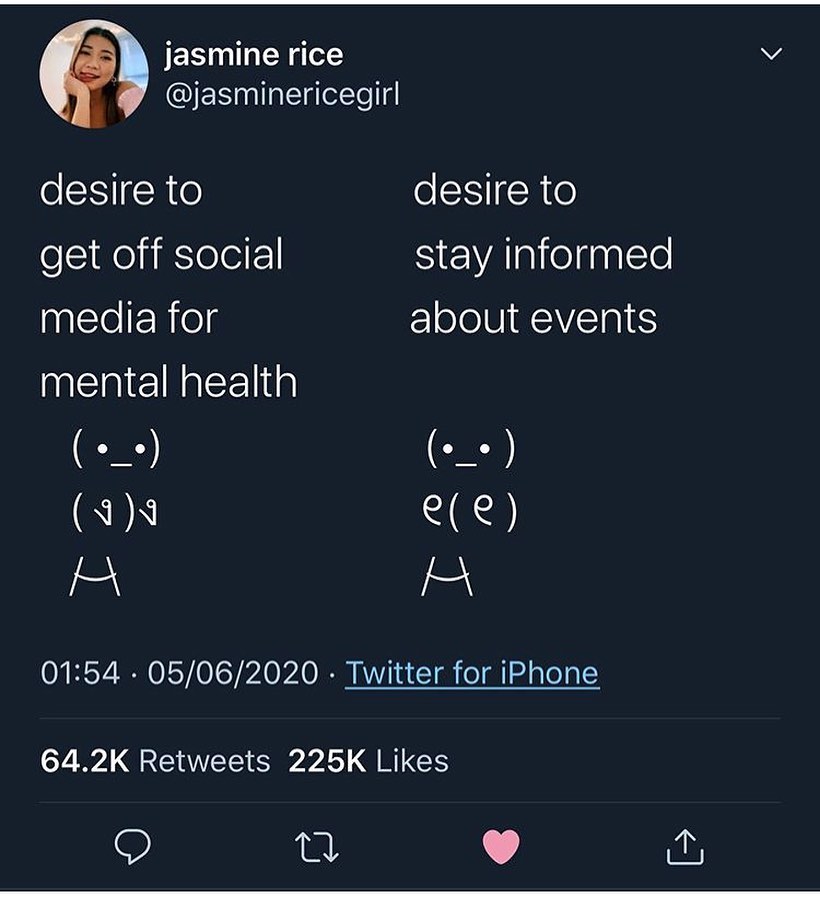 jasmine rice
@jasminericegirl
desire to desire to
get off social stay informed
media for about events
mental health
( •_•) (•_• )
( ง )ง ღ( ღ )
/︶\ /︶\
01:54 · 05/06/2020 · Twitter for iPhone
64.2K Retweets 225K Likes